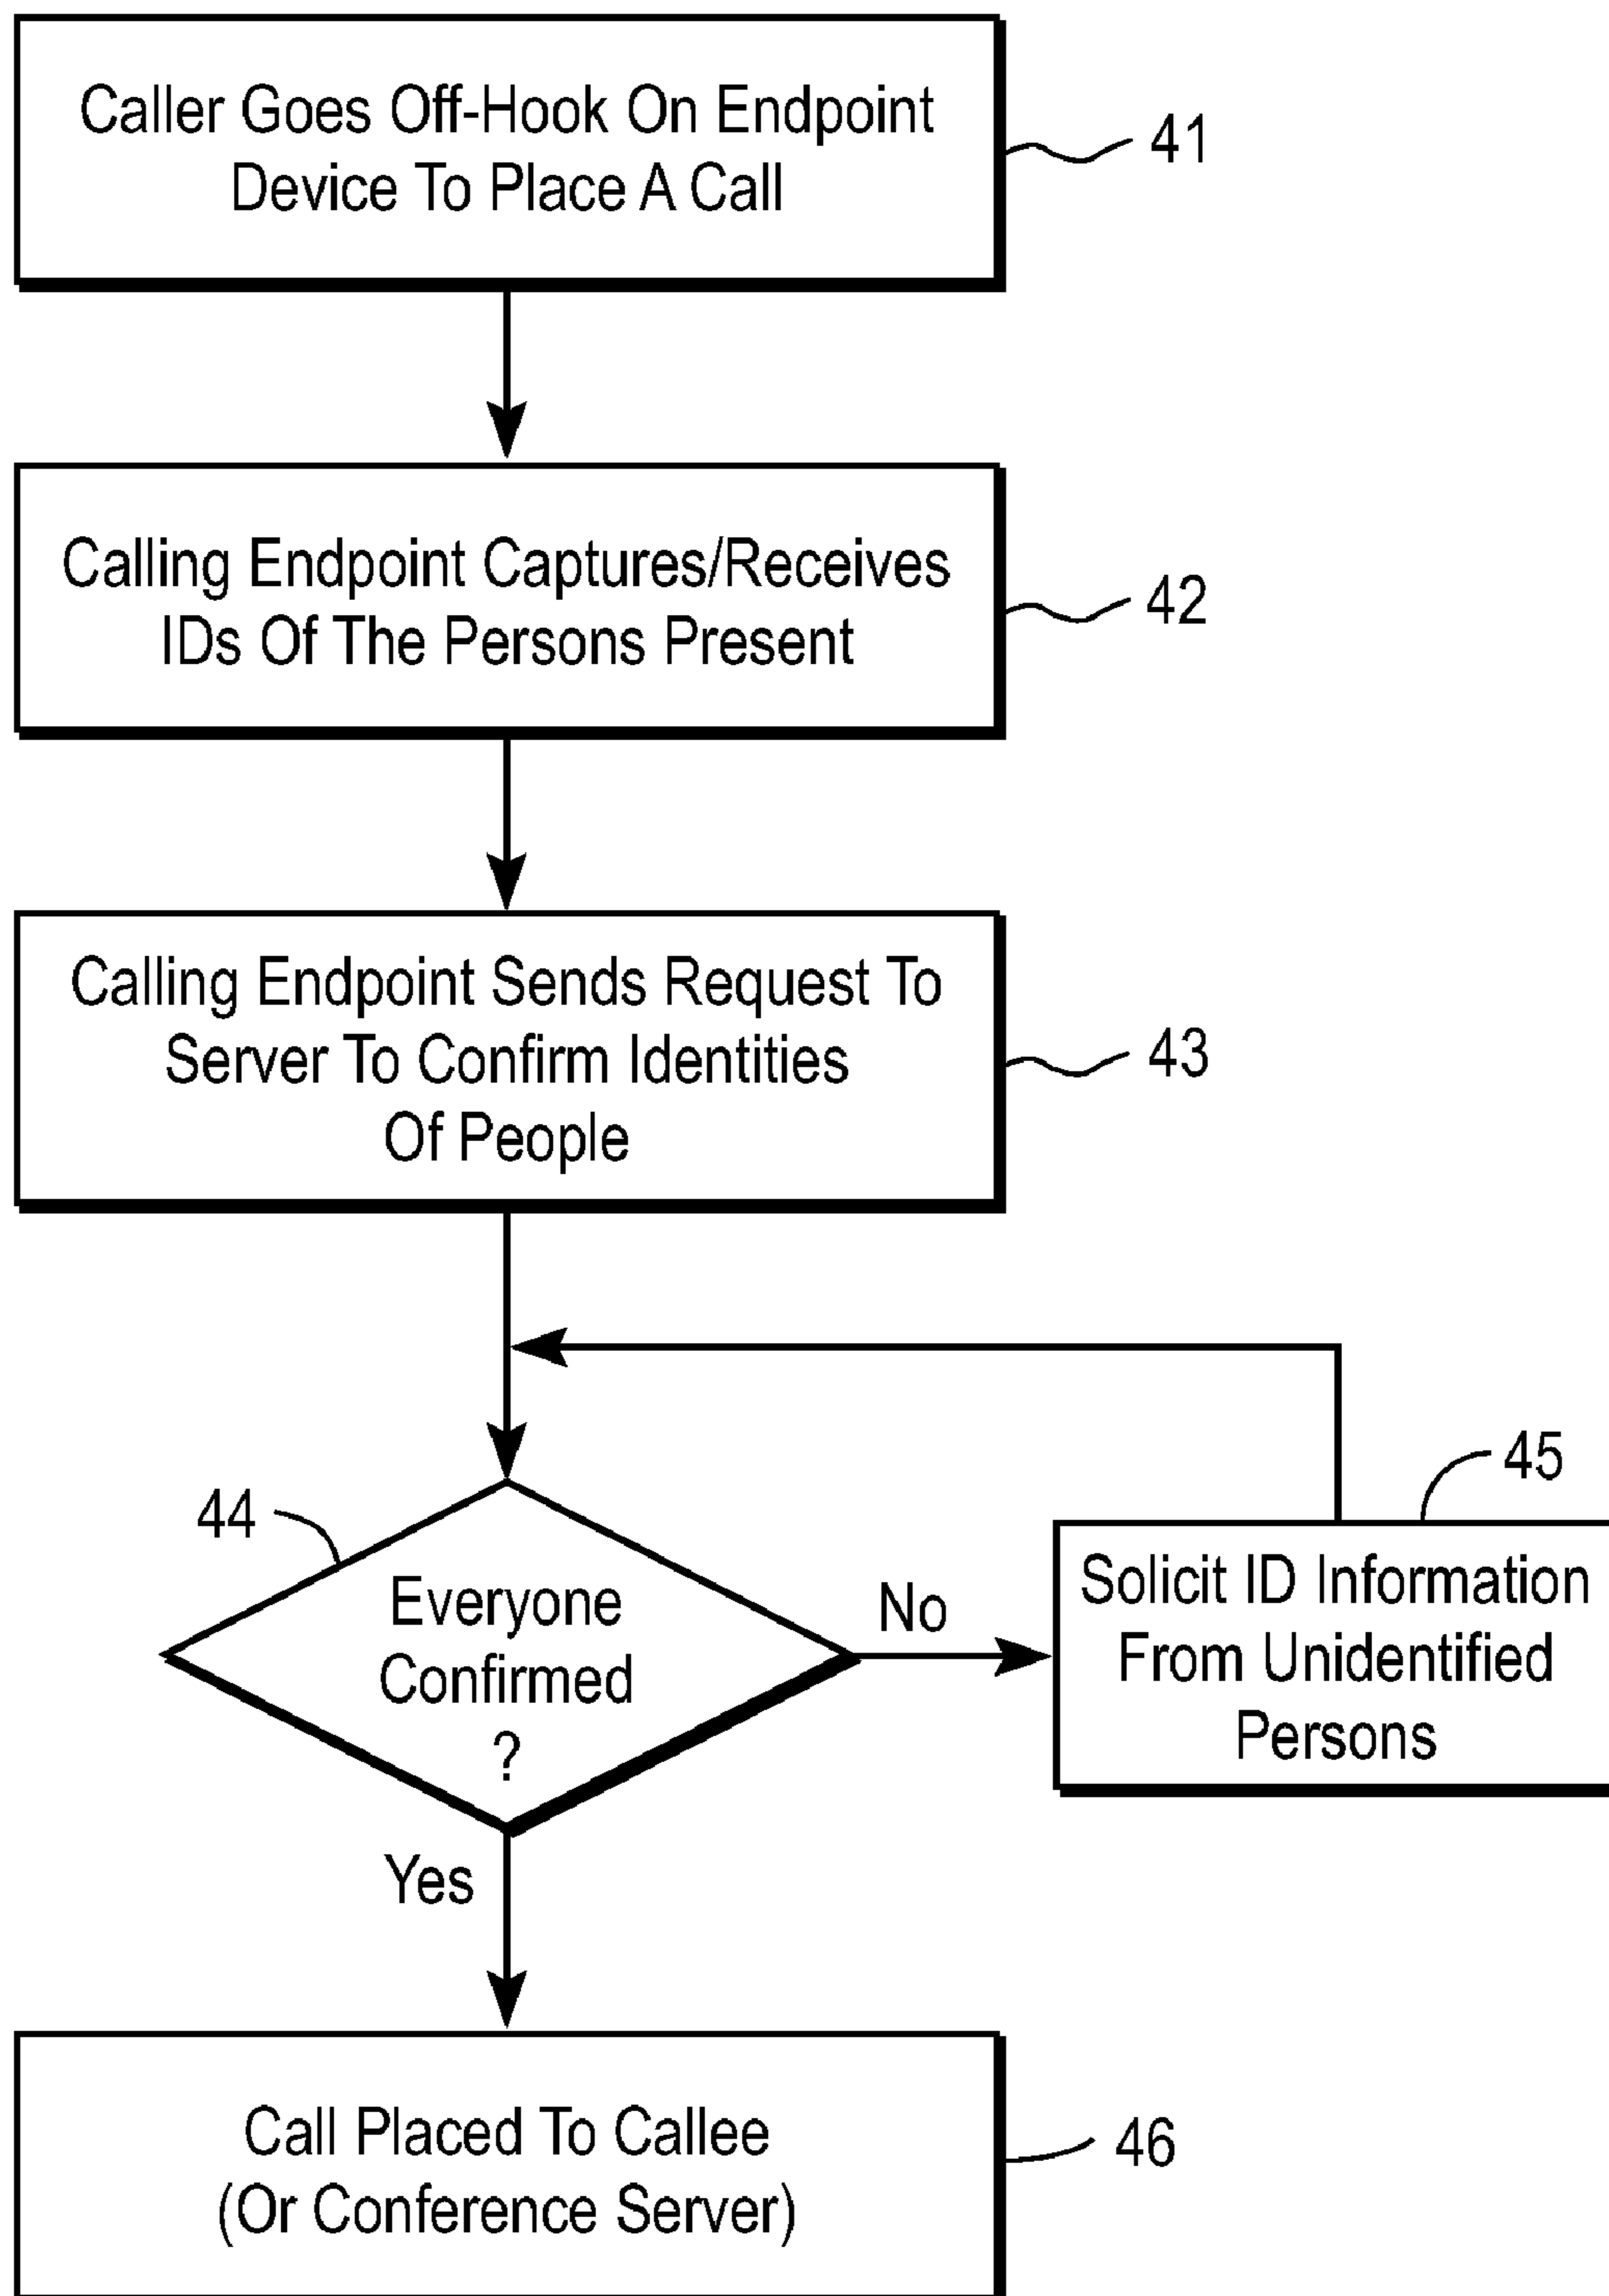 Caller Goes Off-Hook On Endpoint
Device To Place A Call
41
Calling Endpoint Captures/Receives
IDs Of The Persons Present
42
Calling Endpoint Sends Request To
Server To Confirm Identities
Of People
43
44
Everyone
Confirmed
?
No
45
Solicit ID Information
From Unidentified
Persons
Yes
Call Placed To Callee
(Or Conference Server)
46